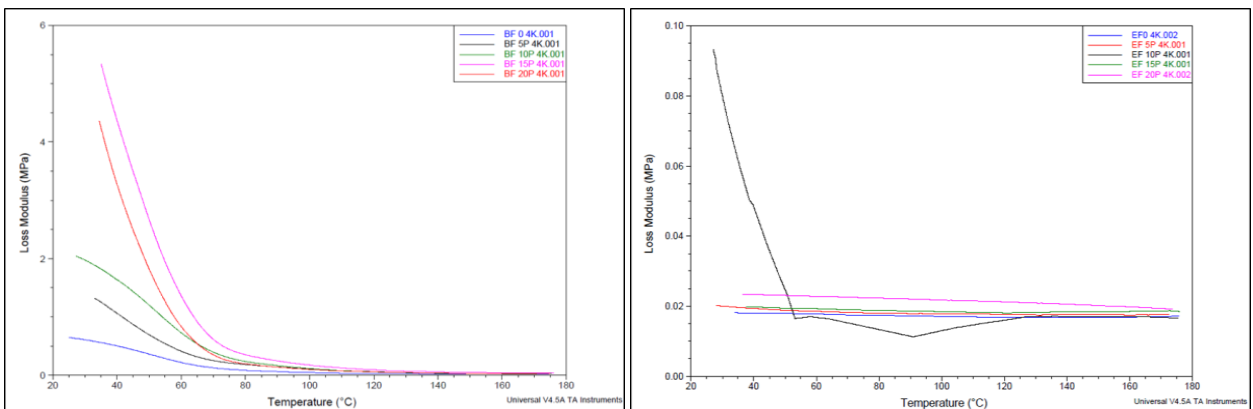 6
4
2
0
Loss Modulus (MPa)
BF 0 4K.001
BF 5P 4K.001
BF 10P 4K.001
BF 15P 4K.001
BF 20P 4K.001
20 40 60 80 100 120 140 160 180
Temperature (°C)
Universal V4.5A TA Instruments
0.10
0.08
0.06
0.04
0.02
0.00
Loss Modulus (MPa)
EF0 4K.002
EF 5P 4K.001
EF 10P 4K.001
EF 15P 4K.001
EF 20P 4K.002
20 40 60 80 100 120 140 160 180
Temperature (°C)
Universal V4.5A TA Instruments